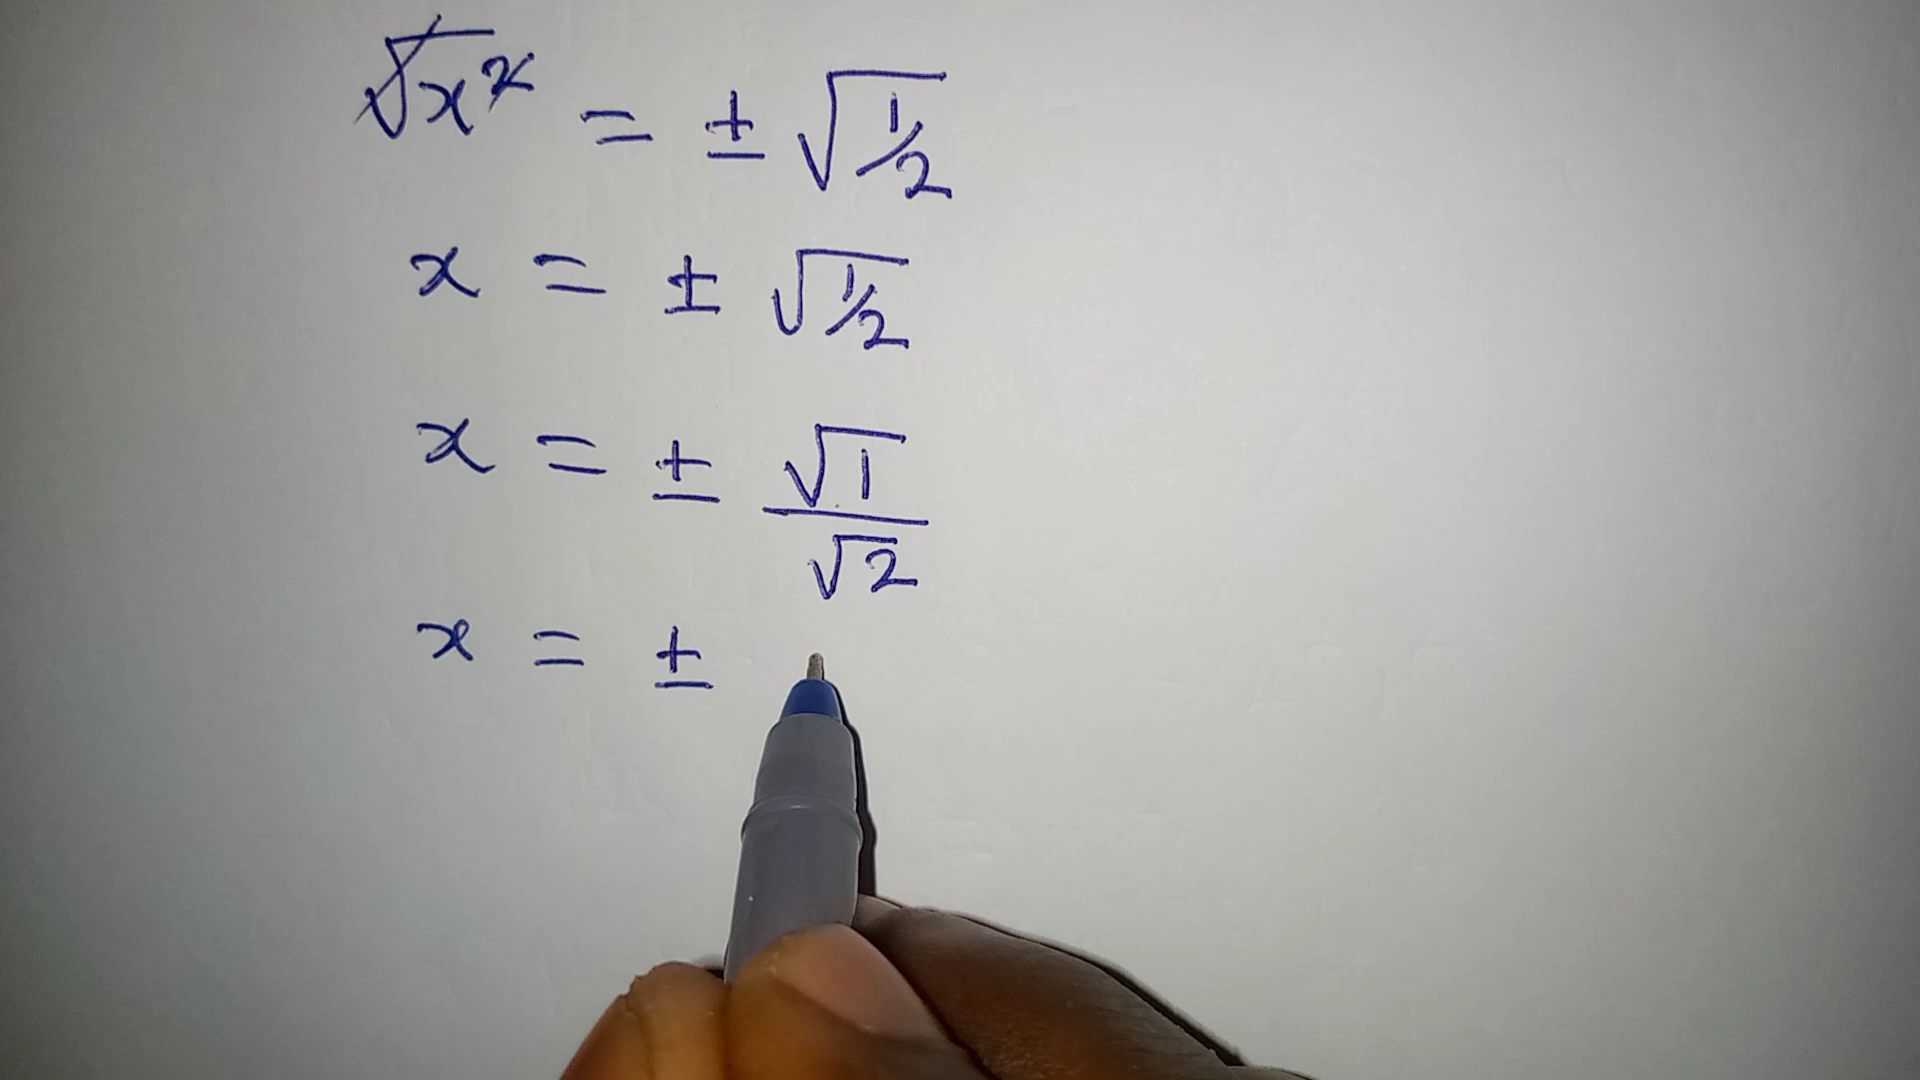 √x² = ± √1/2
x = ± √1/2
x = ± √1/√2
x = ±